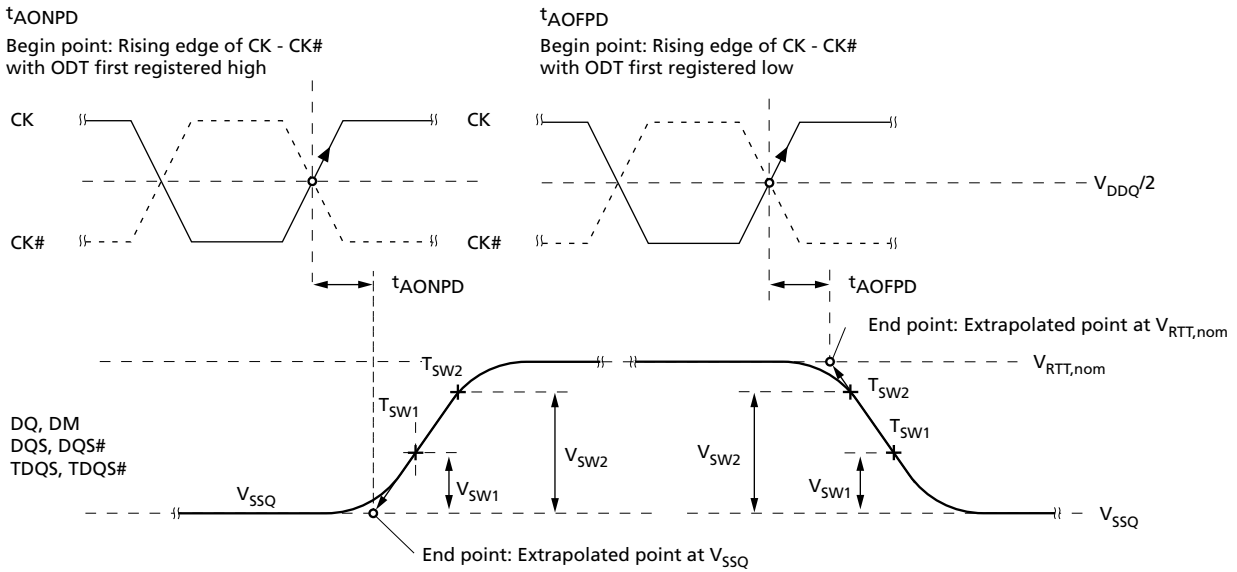 tAONPD
Begin point: Rising edge of CK - CK#
with ODT first registered high
tAOFPD
Begin point: Rising edge of CK - CK#
with ODT first registered low
CK
CK
VDDQ/2
CK#
CK#
tAONPD
tAOFPD
End point: Extrapolated point at VRTT,nom
VRTT,nom
TSW2
TSW2
TSW1
TSW1
DQ, DM
DQS, DQS#
TDQS, TDQS#
VSW2
VSW2
VSW1
VSW1
VSSQ
VSSQ
End point: Extrapolated point at VSSQ